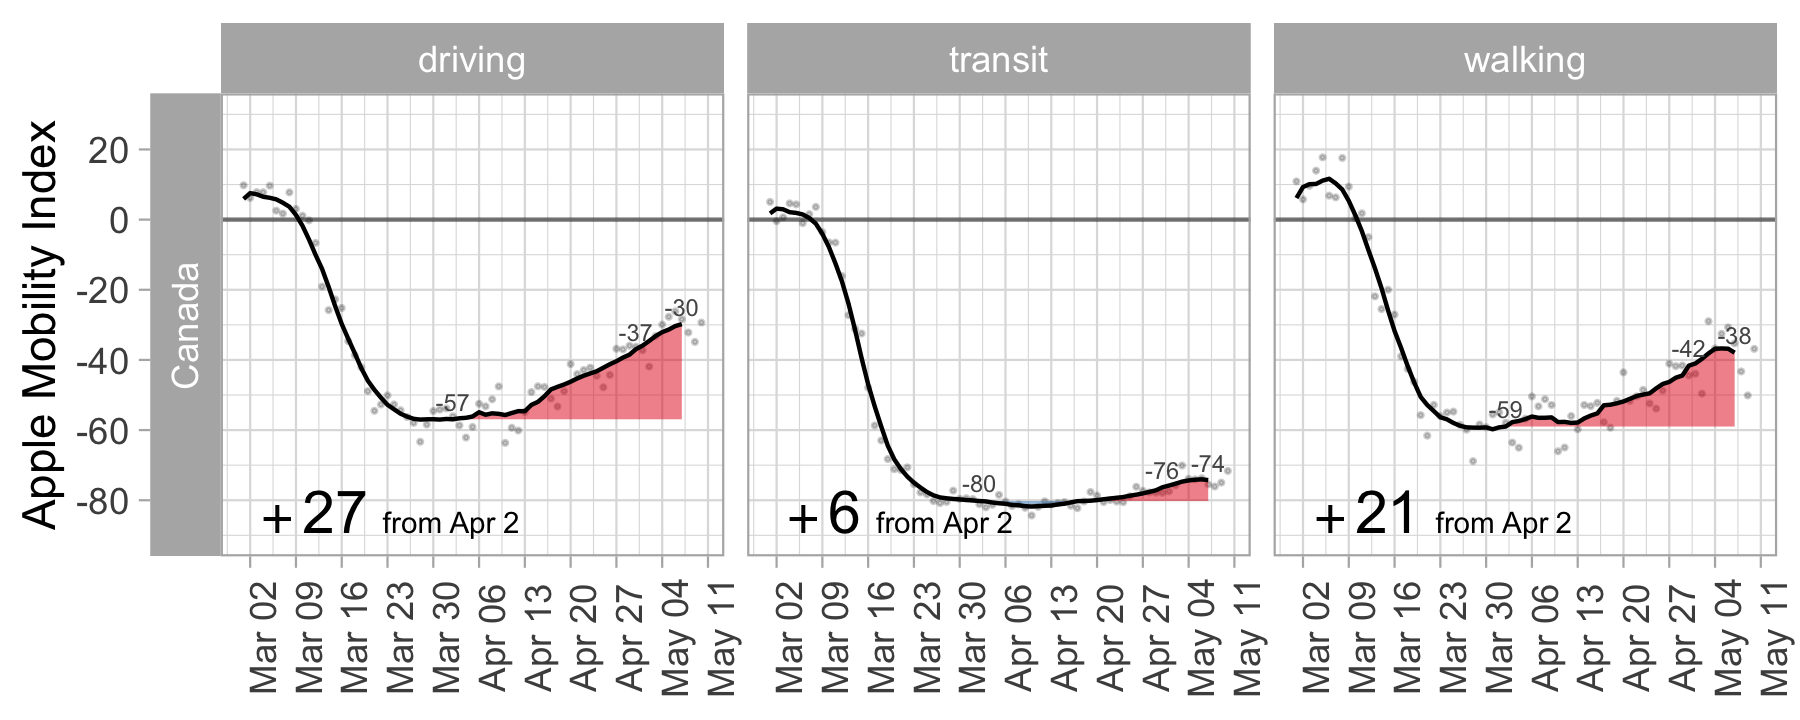 driving
transit
walking
Apple Mobility Index
Canada
20
0
-20
-40
-60
-80
-57
-37
-30
+27 from Apr 2
-80
-76
-74
+6 from Apr 2
-59
-42
-38
+21 from Apr 2
Mar 02
Mar 09
Mar 16
Mar 23
Mar 30
Apr 06
Apr 13
Apr 20
Apr 27
May 04
May 11
Mar 02
Mar 09
Mar 16
Mar 23
Mar 30
Apr 06
Apr 13
Apr 20
Apr 27
May 04
May 11
Mar 02
Mar 09
Mar 16
Mar 23
Mar 30
Apr 06
Apr 13
Apr 20
Apr 27
May 04
May 11